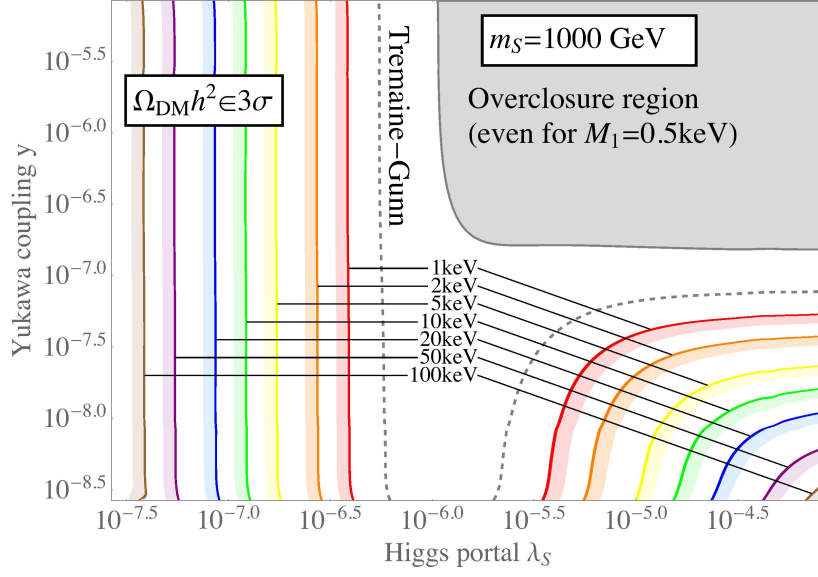 m_S=1000 GeV
Ω_DM h²∈3σ
Overclosure region
(even for M₁=0.5keV)
Tremaine−Gunn
1keV
2keV
5keV
10keV
20keV
50keV
100keV
Yukawa coupling y
10^-5.5
10^-6.0
10^-6.5
10^-7.0
10^-7.5
10^-8.0
10^-8.5
10^-7.5
10^-7.0
10^-6.5
10^-6.0
10^-5.5
10^-5.0
10^-4.5
Higgs portal λ_S